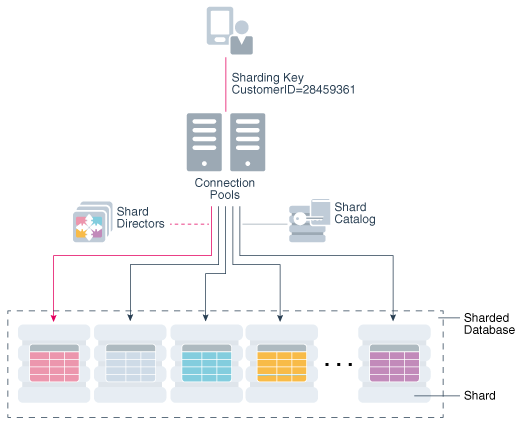 Sharding Key
CustomerID=28459361
Connection
Pools
Shard
Directors
Shard
Catalog
Sharded
Database
Shard